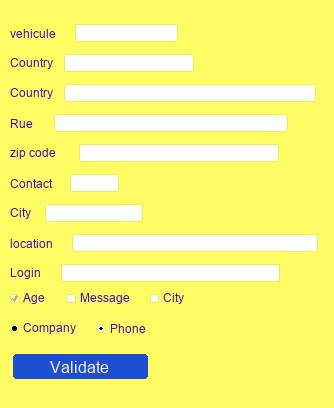 vehicule
Country
Country
Rue
zip code
Contact
City
location
Login
Age Message City
Company Phone
Validate